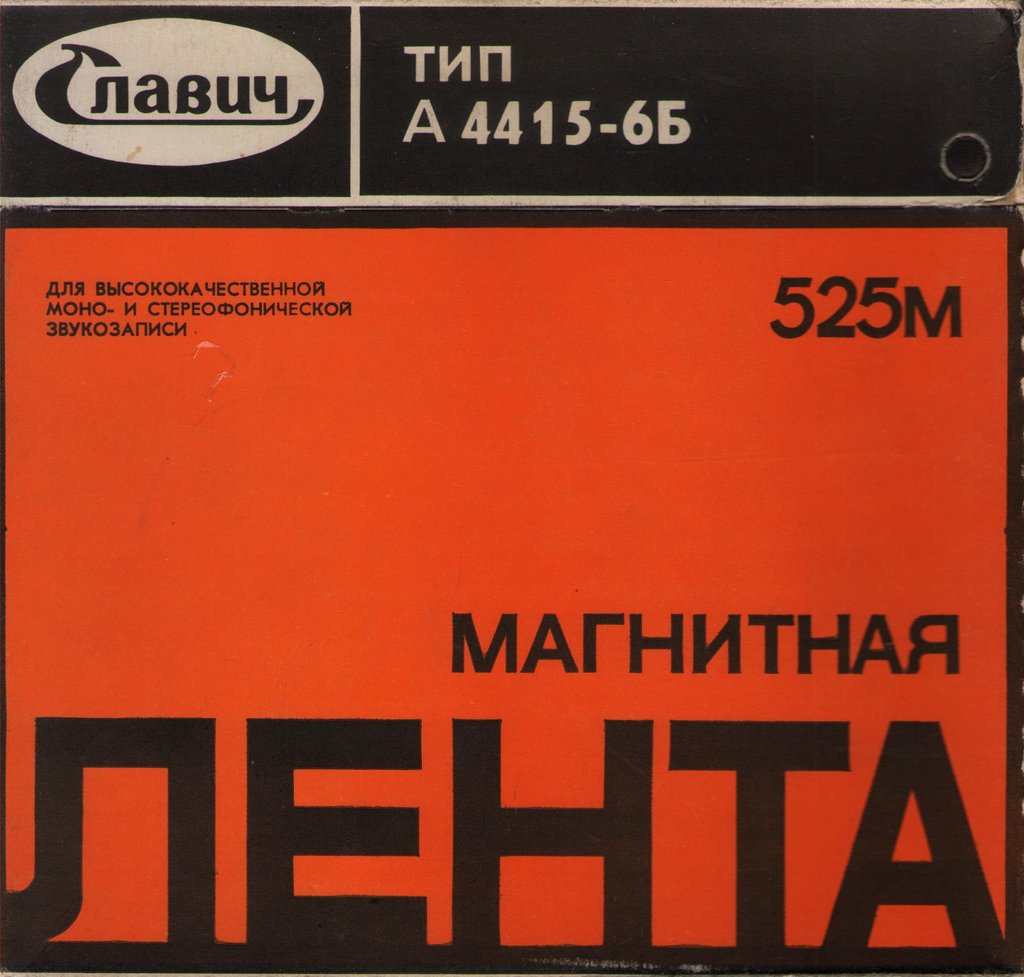 Славич
ТИП
А 4415-6Б
ДЛЯ ВЫСОКОКАЧЕСТВЕННОЙ
МОНО- И СТЕРЕОФОНИЧЕСКОЙ
ЗВУКОЗАПИСИ
525М
МАГНИТНАЯ
ЛЕНТА